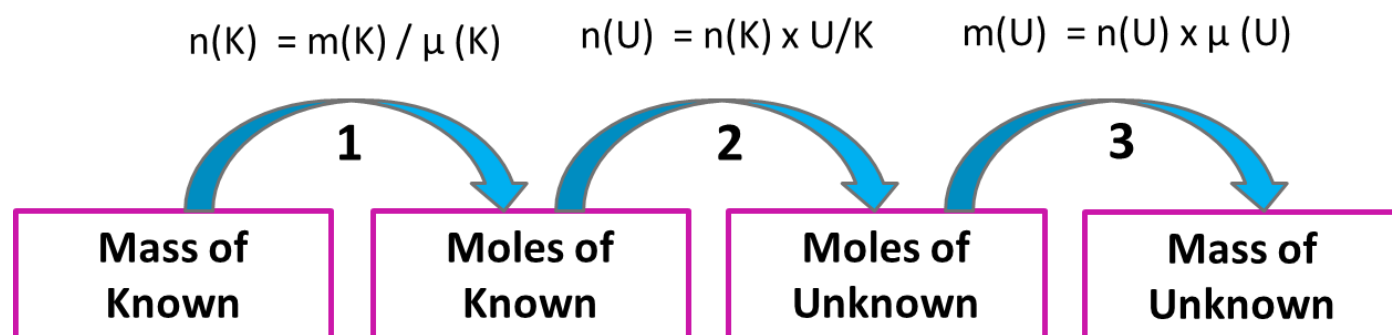 n(K) = m(K) / µ (K) n(U) = n(K) x U/K m(U) = n(U) x µ (U)
1 2 3
Mass of Known
Moles of Known
Moles of Unknown
Mass of Unknown